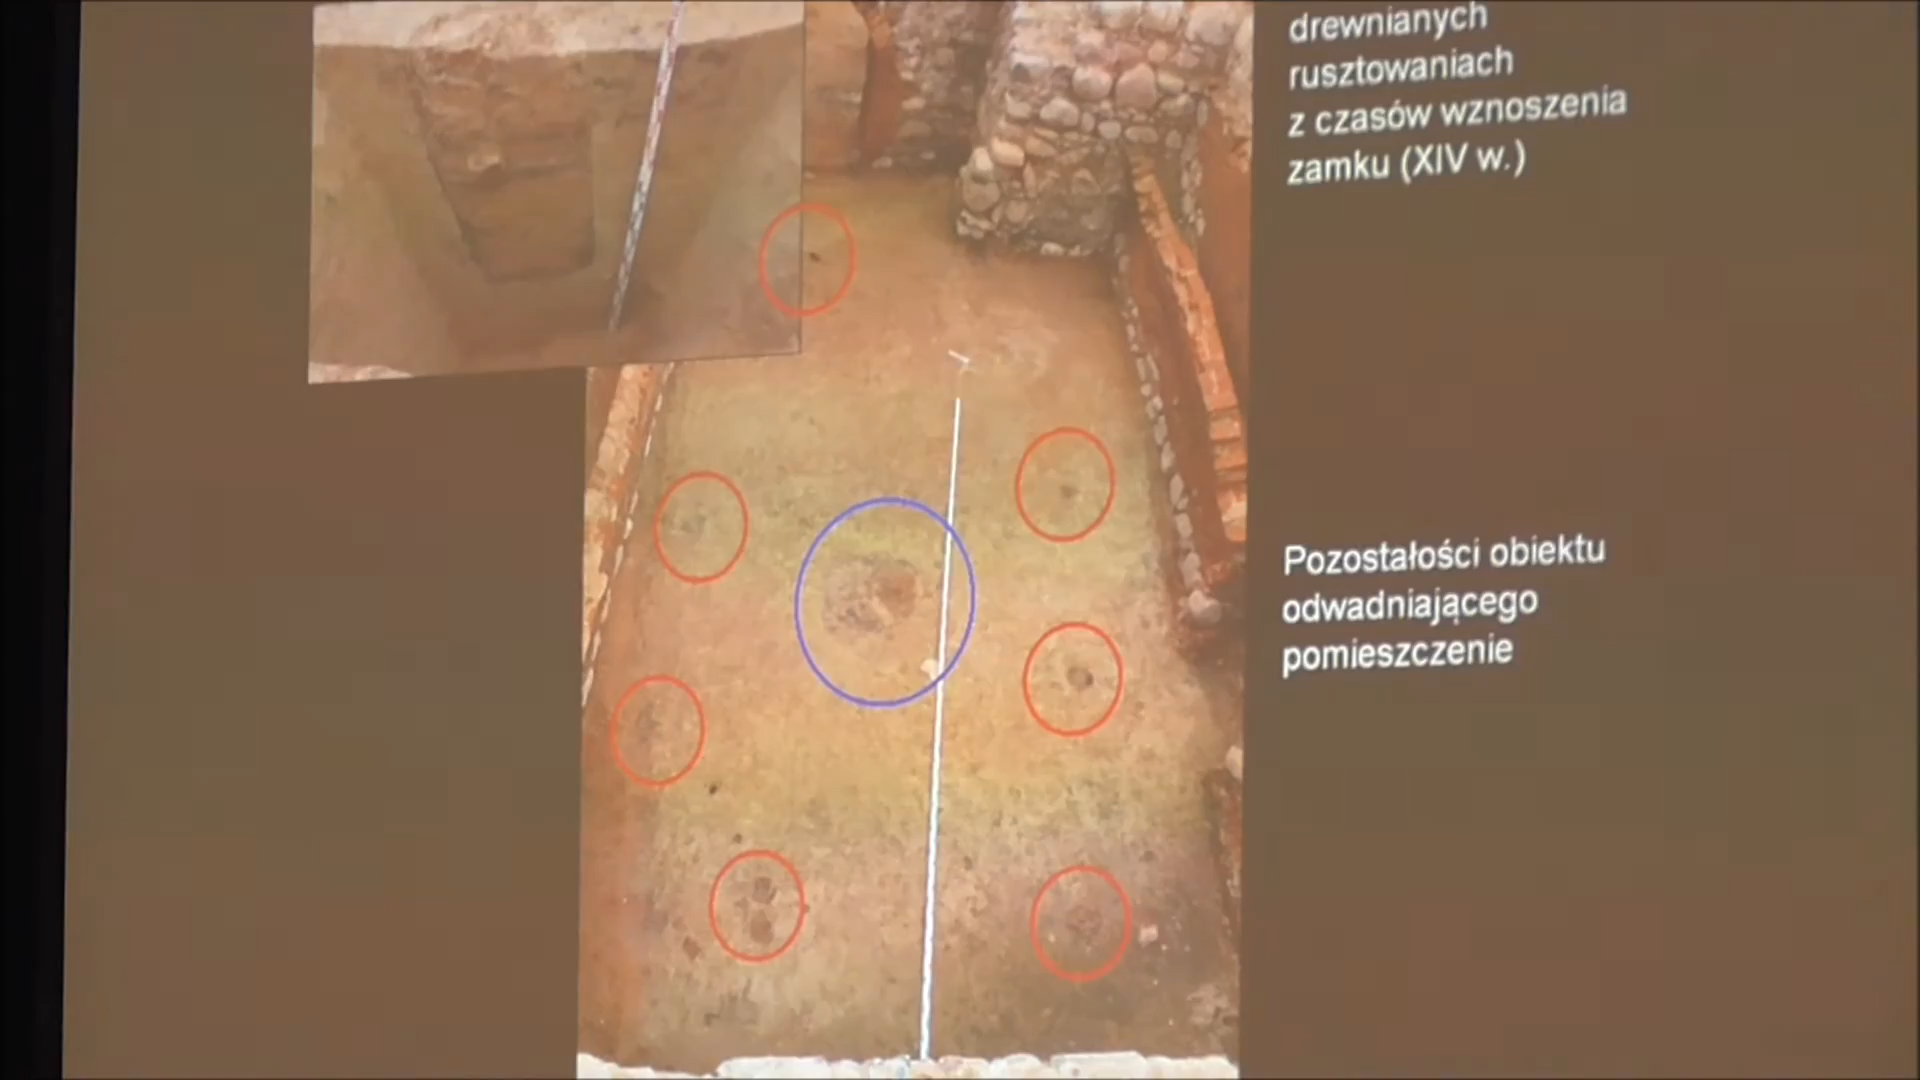 drewnianych
rusztowaniach
z czasów wznoszenia
zamku (XIV w.)
Pozostałości obiektu
odwadniającego
pomieszczenie